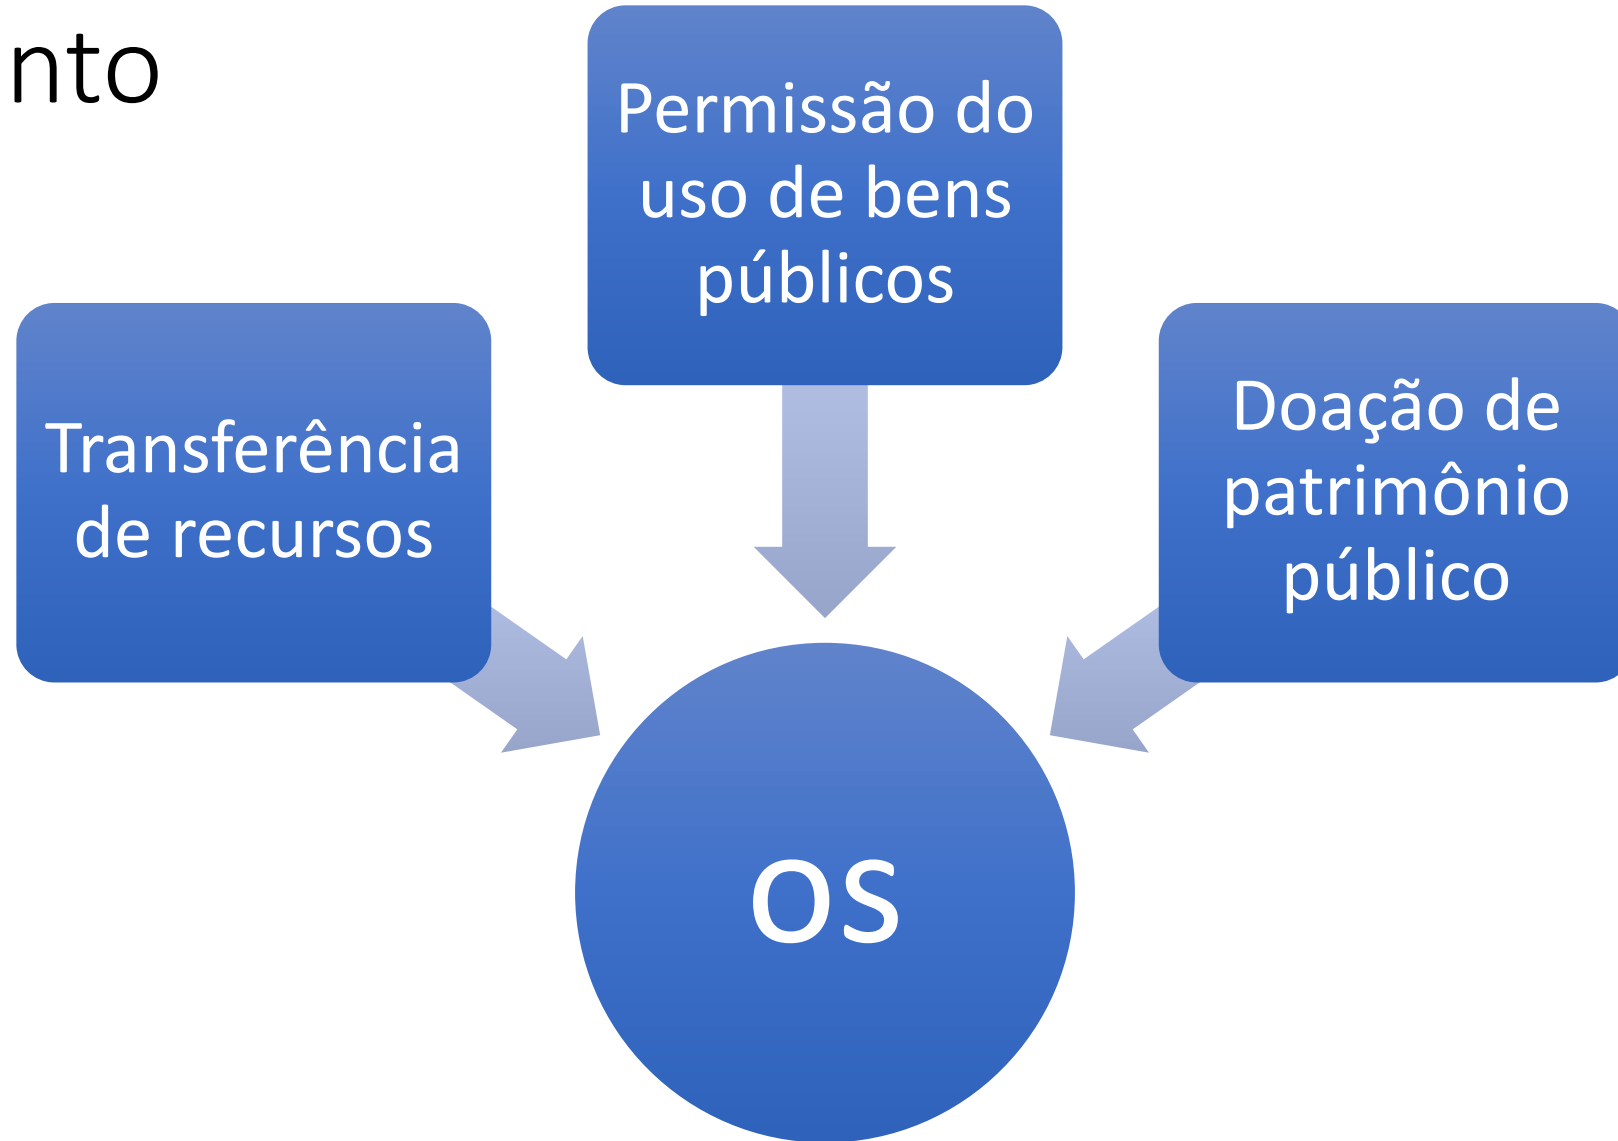 nto
Permissão do
uso de bens
públicos
Transferência
de recursos
Doação de
patrimônio
público
OS